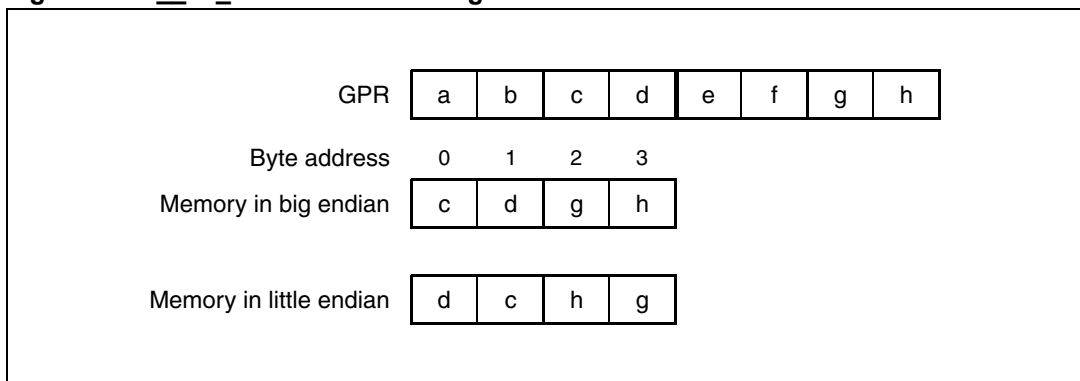 GPR a b c d e f g h
Byte address 0 1 2 3
Memory in big endian c d g h
Memory in little endian d c h g